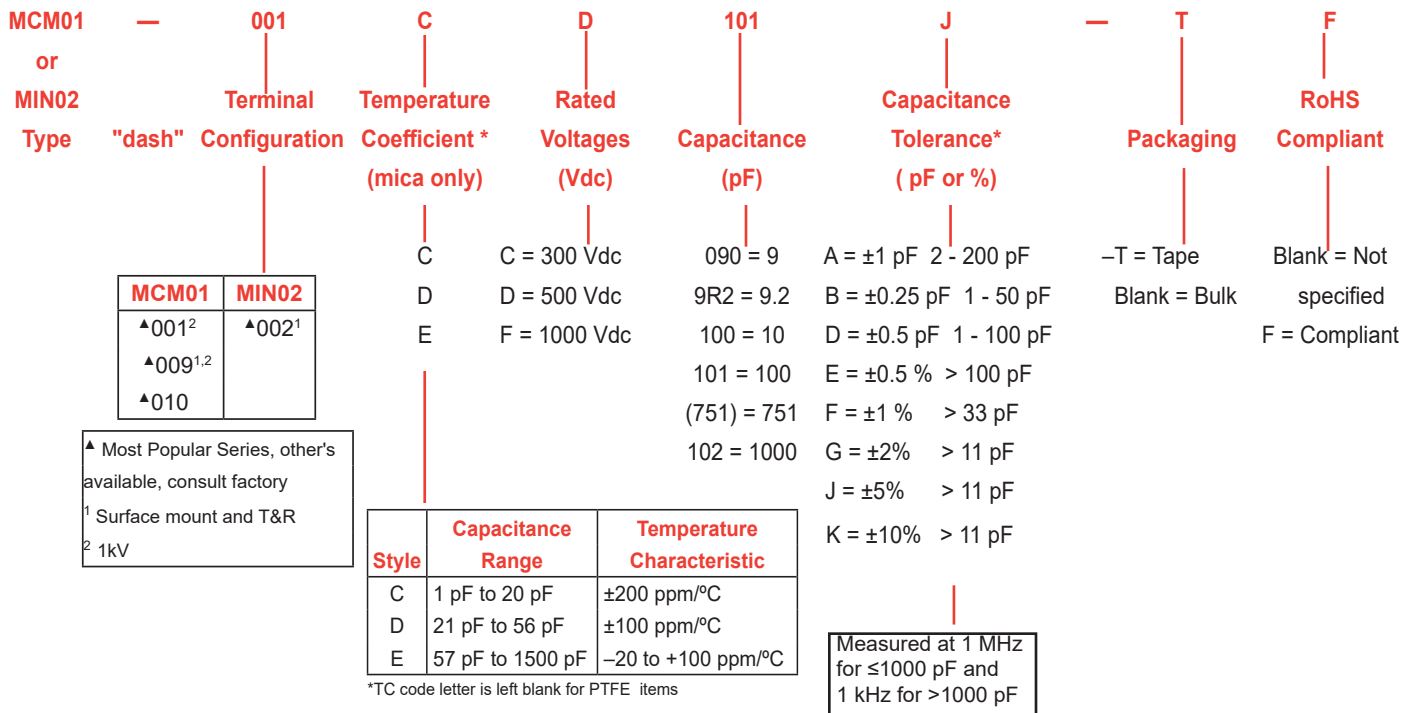 MCM01 — 001 C D 101 J — T F
or
MIN02 Terminal Temperature Rated Capacitance RoHS
Type "dash" Configuration Coefficient * Voltages Capacitance Tolerance* Packaging Compliant
(mica only) (Vdc) (pF) ( pF or %)
C C = 300 Vdc 090 = 9 A = ±1 pF 2 - 200 pF –T = Tape Blank = Not
D D = 500 Vdc 9R2 = 9.2 B = ±0.25 pF 1 - 50 pF Blank = Bulk specified
E F = 1000 Vdc 100 = 10 D = ±0.5 pF 1 - 100 pF F = Compliant
101 = 100 E = ±0.5 % > 100 pF
(751) = 751 F = ±1 % > 33 pF
102 = 1000 G = ±2% > 11 pF
J = ±5% > 11 pF
K = ±10% > 11 pF
MCM01 MIN02
▲001² ▲002¹
▲009¹,²
▲010
▲ Most Popular Series, other's
available, consult factory
¹ Surface mount and T&R
² 1kV
Capacitance Temperature
Style Range Characteristic
C 1 pF to 20 pF ±200 ppm/ºC
D 21 pF to 56 pF ±100 ppm/ºC
E 57 pF to 1500 pF –20 to +100 ppm/ºC
*TC code letter is left blank for PTFE items
Measured at 1 MHz
for ≤1000 pF and
1 kHz for >1000 pF